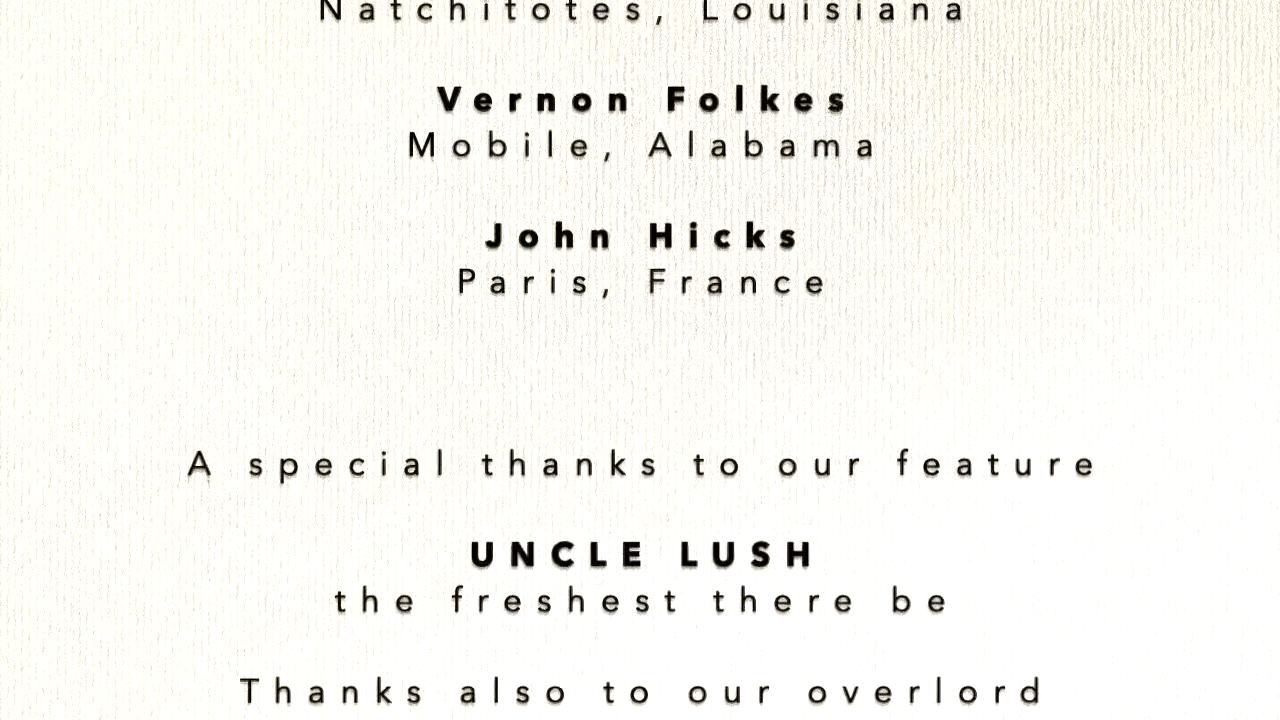 Natchitotes, Louisiana
Vernon Folkes
Mobile, Alabama
John Hicks
Paris, France
A special thanks to our feature
UNCLE LUSH
the freshest there be
Thanks also to our overlord